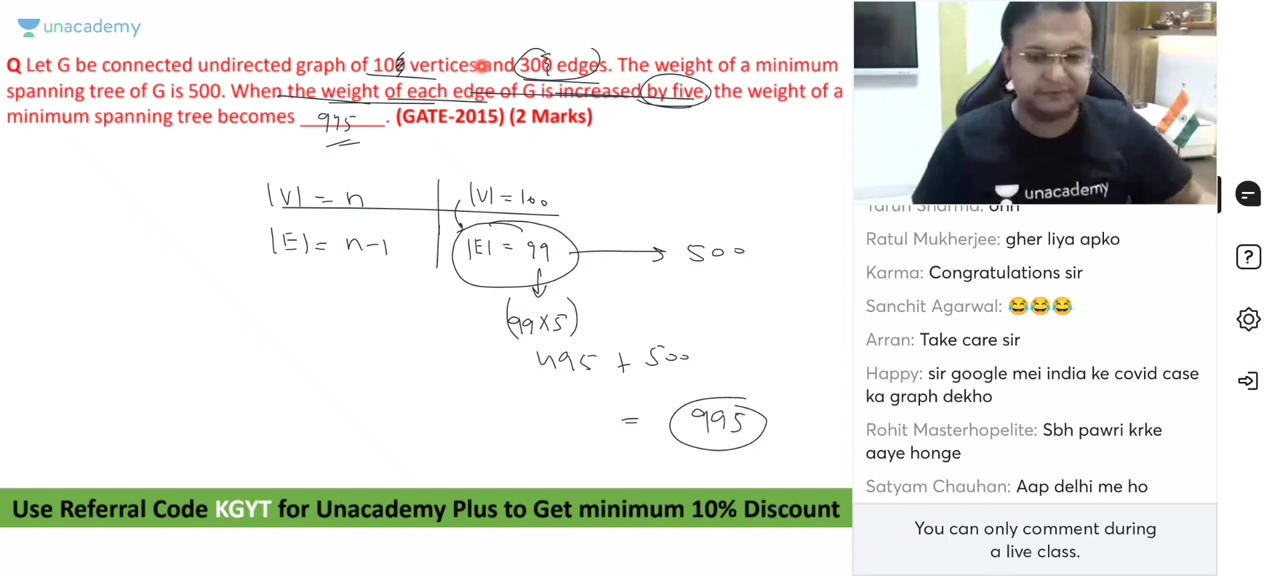 unacademy
Q Let G be connected undirected graph of 100 vertices and 300 edges. The weight of a minimum
spanning tree of G is 500. When the weight of each edge of G is increased by five, the weight of a
minimum spanning tree becomes 995. (GATE-2015) (2 Marks)
|V| = n
|V| = 100
|E| = n-1
|E| = 99
500
(99×5)
495 + 500
= 995
Use Referral Code KGYT for Unacademy Plus to Get minimum 10% Discount
unacademy
Ratul Mukherjee: gher liya apko
Karma: Congratulations sir
Sanchit Agarwal: 😂😂😂
Arran: Take care sir
Happy: sir google mei india ke covid case
ka graph dekho
Rohit Masterhopelite: Sbh pawri krke
aaye honge
Satyam Chauhan: Aap delhi me ho
You can only comment during
a live class.